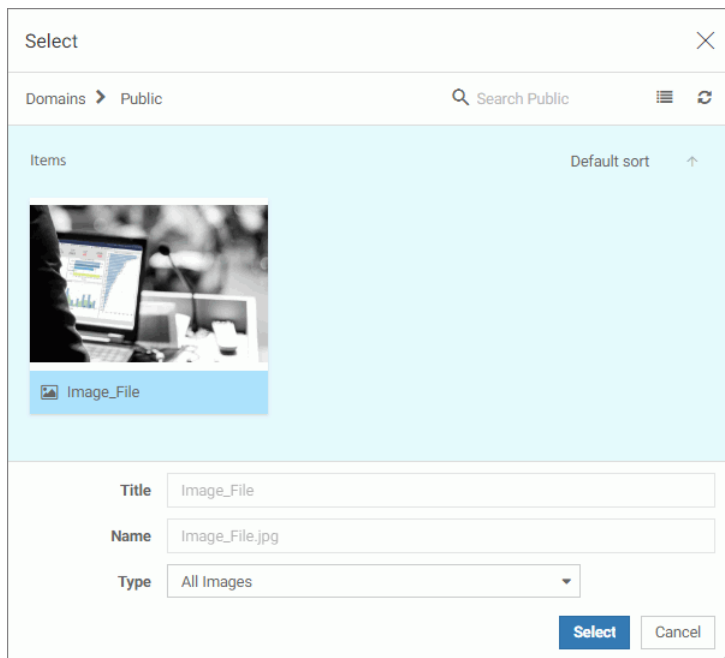 Select
Domains Public Search Public
Items Default sort
Image_File
Title Image_File
Name Image_File.jpg
Type All Images
Select Cancel